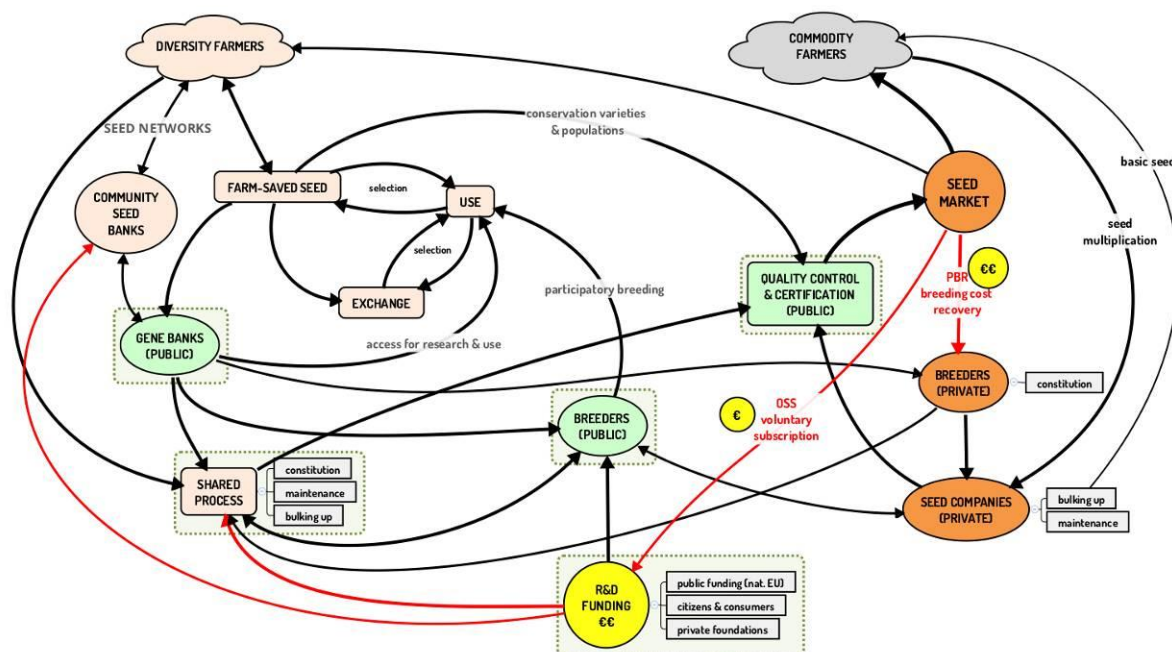 DIVERSITY FARMERS
COMMODITY
FARMERS
SEED NETWORKS
conservation varieties
& populations
basic seed
FARM-SAVED SEED
selection
USE
COMMUNITY
SEED
BANKS
SEED
MARKET
selection
seed
multiplication
EXCHANGE
participatory breeding
QUALITY CONTROL
& CERTIFICATION
(PUBLIC)
€€
PBR
breeding cost
recovery
GENE BANKS
(PUBLIC)
access for research & use
BREEDERS
(PRIVATE)
constitution
BREEDERS
(PUBLIC)
€
OSS
voluntary
subscription
SHARED
PROCESS
constitution
maintenance
bulking up
SEED COMPANIES
(PRIVATE)
bulking up
maintenance
R&D
FUNDING
€€
public funding (nat. EU)
citizens & consumers
private foundations